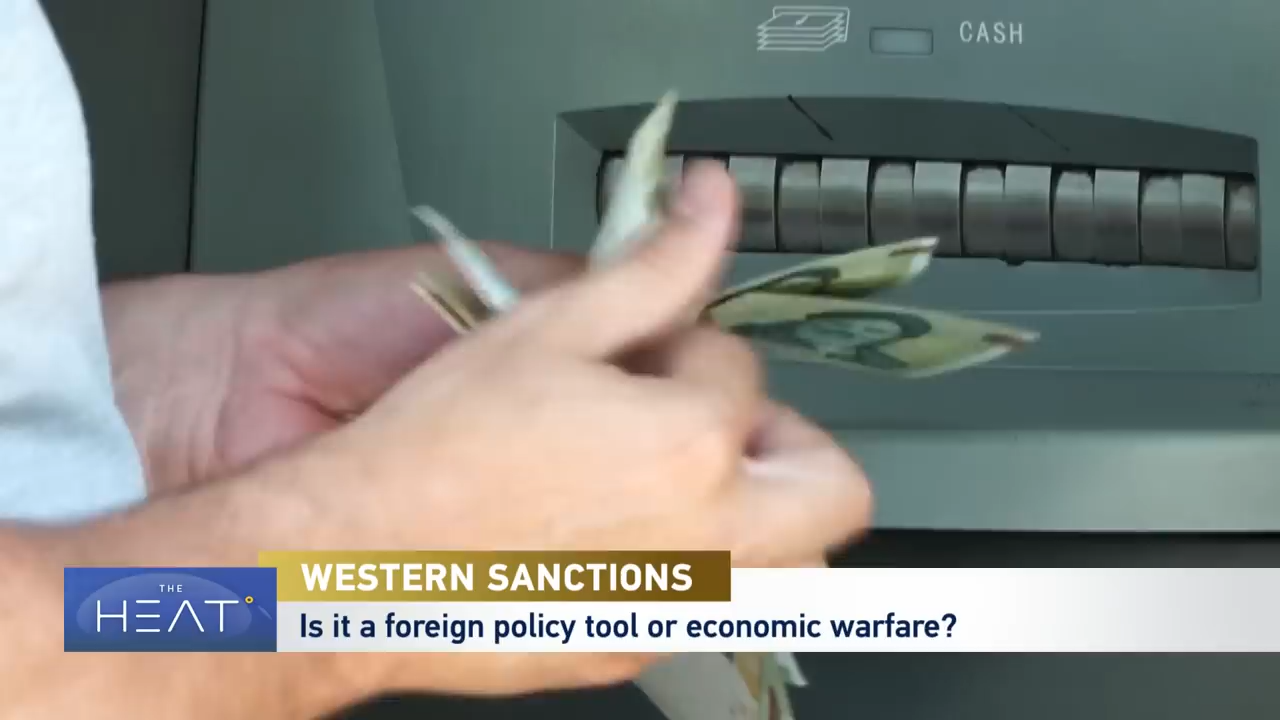 CASH
WESTERN SANCTIONS
THE
HEAT
Is it a foreign policy tool or economic warfare?